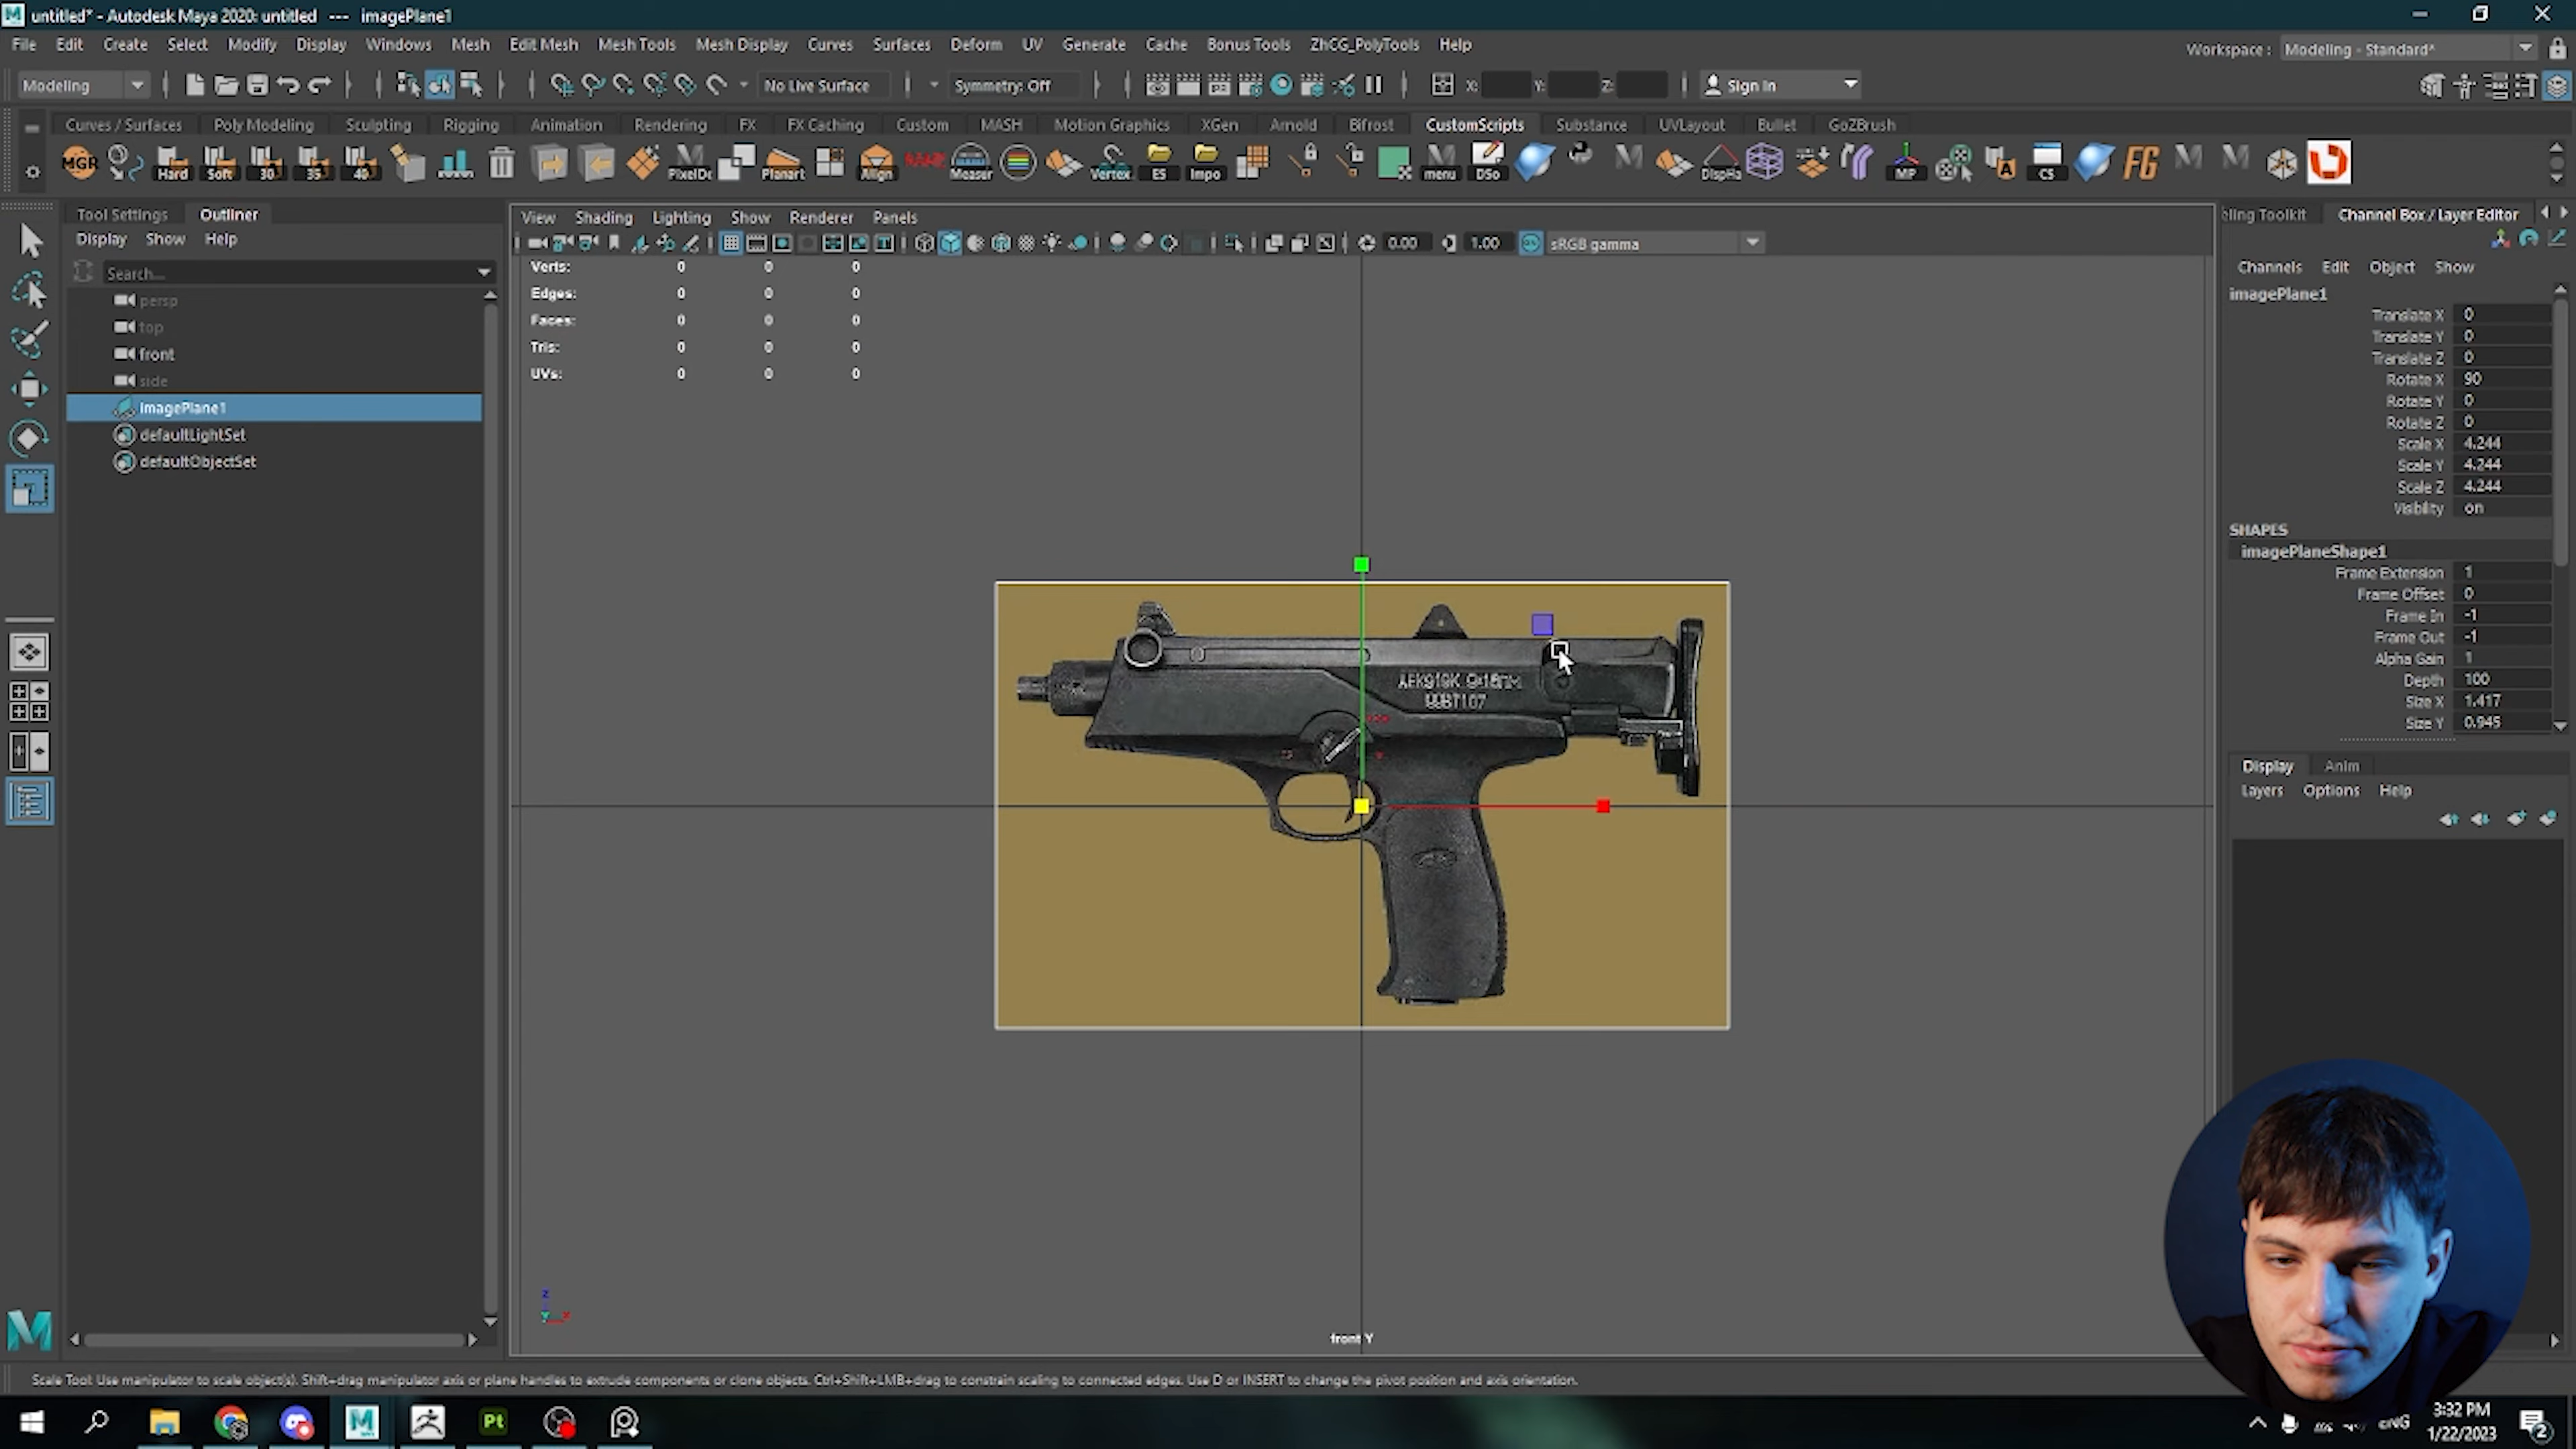 untitled* - Autodesk Maya 2020: untitled --- imagePlane1
File Edit Create Select Modify Display Windows Mesh Edit Mesh Mesh Tools Mesh Display Curves Surfaces Deform UV Generate Cache Bonus Tools ZhCG_PolyTools Help
Workspace : Modeling - Standard*
Modeling No Live Surface Symmetry: Off X: Y: Z: Sign In
Curves / Surfaces Poly Modeling Sculpting Rigging Animation Rendering FX FX Caching Custom MASH Motion Graphics XGen Arnold Bifrost CustomScripts Substance UVLayout Bullet GoZBrush
MGR Hard Soft 30 35 40 PixelDe Planart Align Measur Vertex ES Impo menu DSo DispHa MP CS FG
Tool Settings Outliner
Display Show Help
Search...
persp
top
front
side
imagePlane1
defaultLightSet
defaultObjectSet
View Shading Lighting Show Renderer Panels
0.00 1.00 sRGB gamma
Verts: 0 0 0
Edges: 0 0 0
Faces: 0 0 0
Tris: 0 0 0
UVs: 0 0 0
99BT107
z
x
front Y
eling Toolkit Channel Box / Layer Editor
Channels Edit Object Show
imagePlane1
Translate X 0
Translate Y 0
Translate Z 0
Rotate X 90
Rotate Y 0
Rotate Z 0
Scale X 4.244
Scale Y 4.244
Scale Z 4.244
Visibility on
SHAPES
imagePlaneShape1
Frame Extension 1
Frame Offset 0
Frame In -1
Frame Out -1
Alpha Gain 1
Depth 100
Size X 1.417
Size Y 0.945
Display Anim
Layers Options Help
Scale Tool: Use manipulator to scale object(s). Shift+drag manipulator axis or plane handles to extrude components or clone objects. Ctrl+Shift+LMB+drag to constrain scaling to connected edges. Use D or INSERT to change the pivot position and axis orientation.
Pt
ENG
3:32 PM
1/22/2023
2